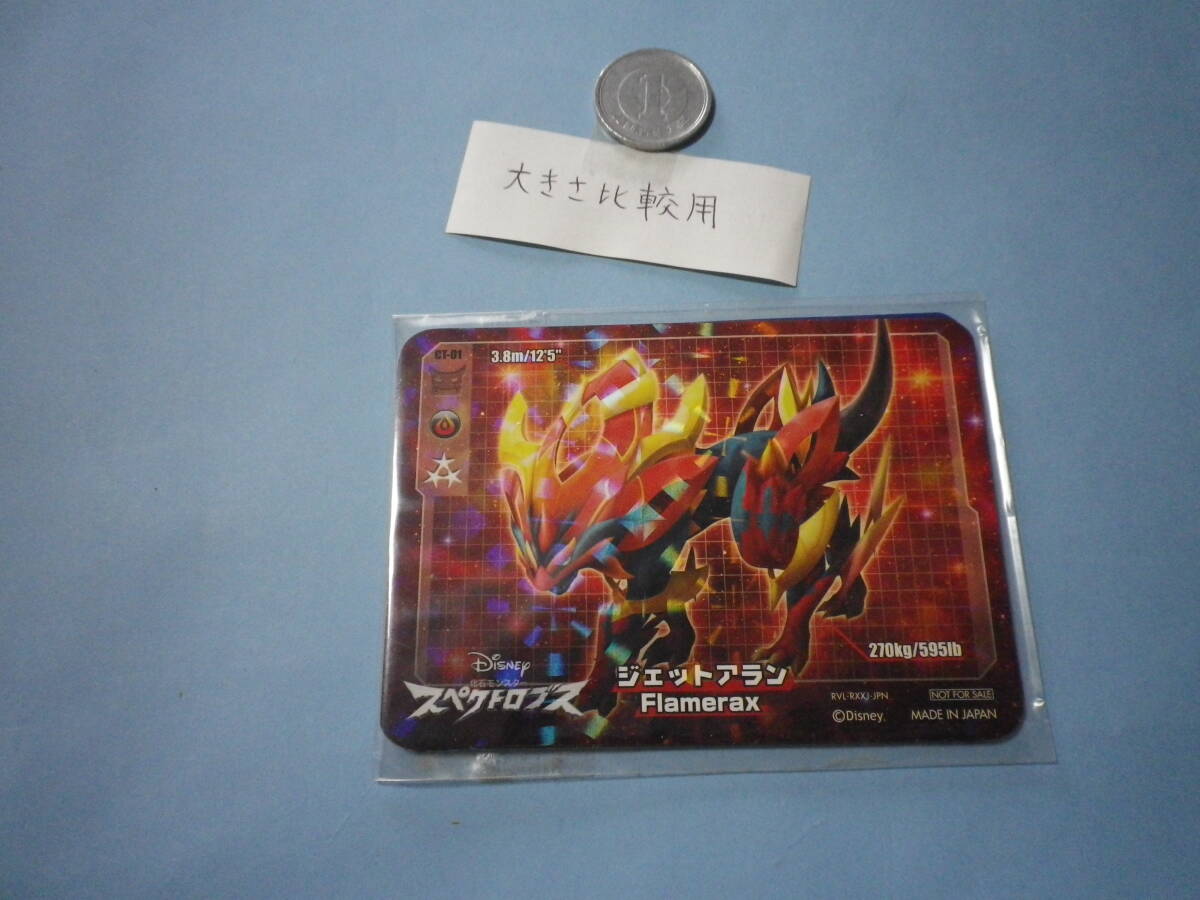 1
大きさ比較用
CT-01
3.8m/12'5"
270kg/595lb
Disney
化石モンスター
スペクトロブス
ジェットアラン
Flamerax
RVL-RXXJ-JPN
NOT FOR SALE
©Disney.
MADE IN JAPAN